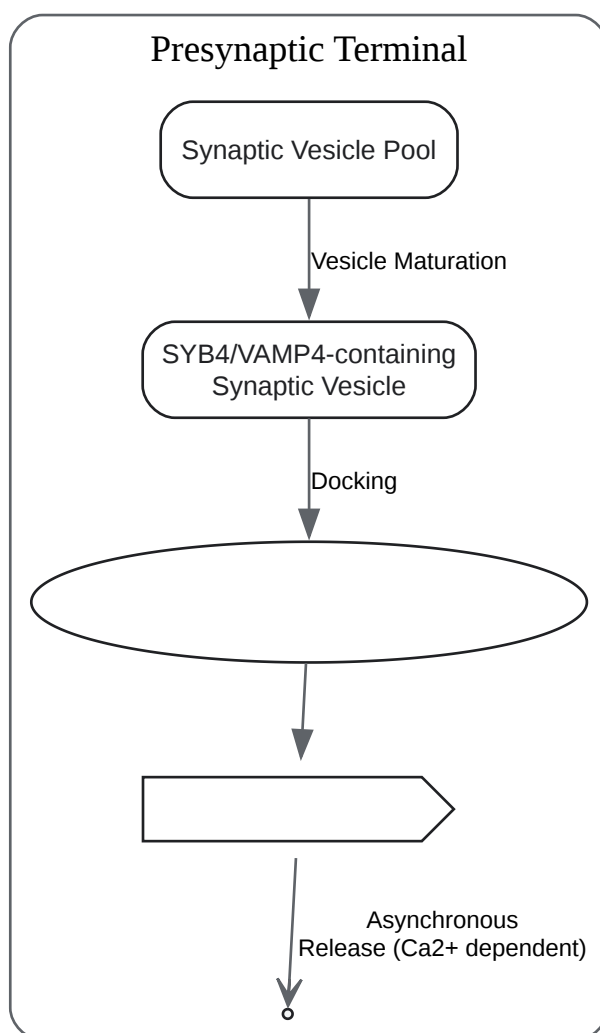 Presynaptic Terminal
Synaptic Vesicle Pool
Vesicle Maturation
SYB4/VAMP4-containing
Synaptic Vesicle
Docking
Asynchronous
Release (Ca2+ dependent)